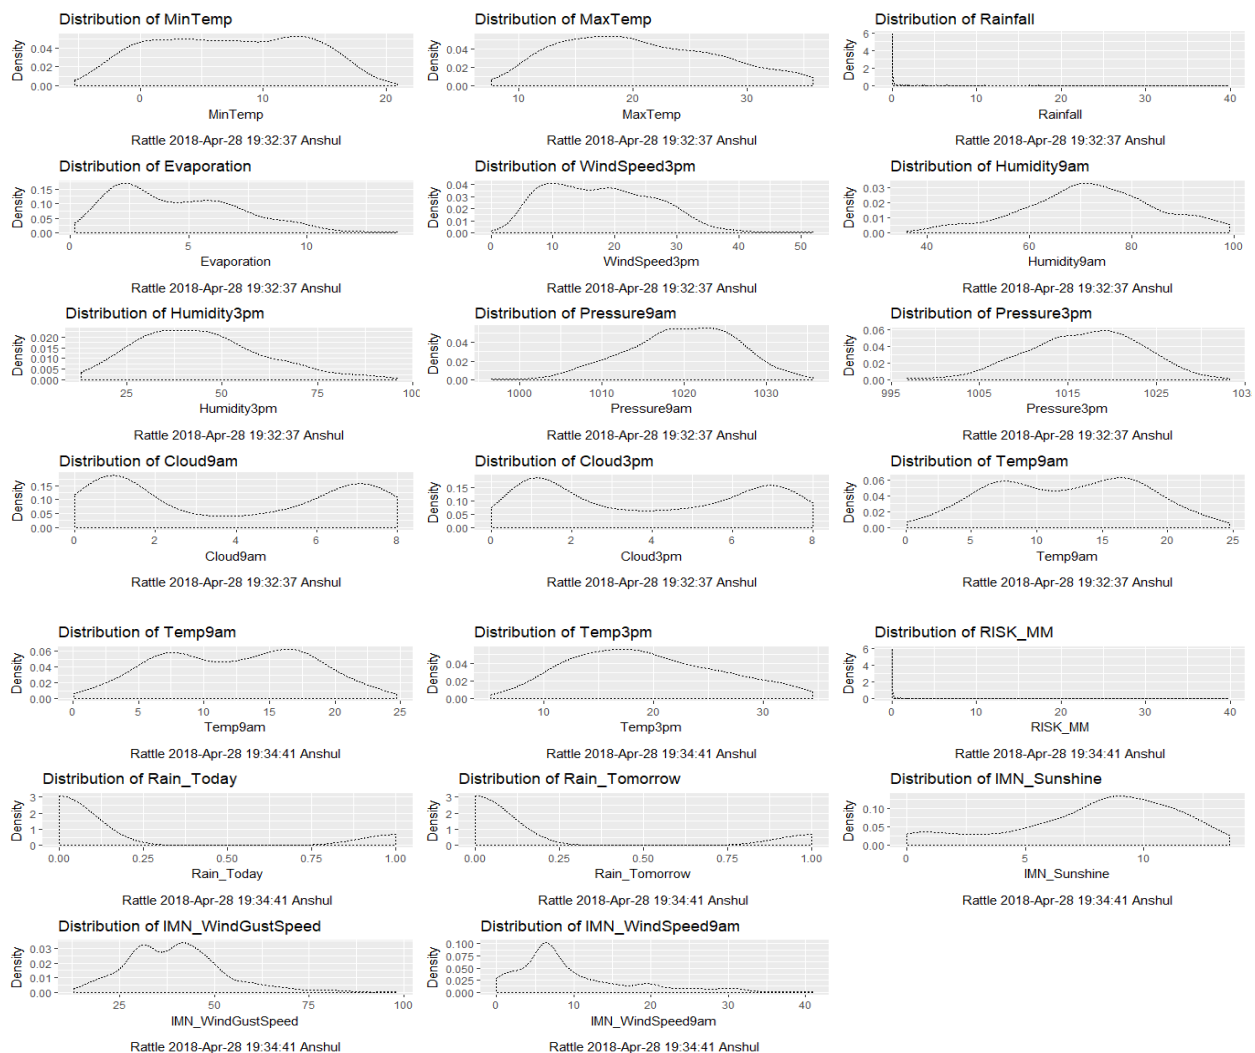 Distribution of MinTemp
Density
0.04
0.02
0.00
0
10
20
MinTemp
Rattle 2018-Apr-28 19:32:37 Anshul
Distribution of MaxTemp
Density
0.04
0.02
0.00
10
20
30
MaxTemp
Rattle 2018-Apr-28 19:32:37 Anshul
Distribution of Rainfall
Density
6
4
2
0
0
10
20
30
40
Rainfall
Rattle 2018-Apr-28 19:32:37 Anshul
Distribution of Evaporation
Density
0.15
0.10
0.05
0.00
0
5
10
Evaporation
Rattle 2018-Apr-28 19:32:37 Anshul
Distribution of WindSpeed3pm
Density
0.04
0.03
0.02
0.01
0.00
0
10
20
30
40
50
WindSpeed3pm
Rattle 2018-Apr-28 19:32:37 Anshul
Distribution of Humidity9am
Density
0.03
0.02
0.01
0.00
40
60
80
100
Humidity9am
Rattle 2018-Apr-28 19:32:37 Anshul
Distribution of Humidity3pm
Density
0.020
0.015
0.010
0.005
0.000
25
50
75
100
Humidity3pm
Rattle 2018-Apr-28 19:32:37 Anshul
Distribution of Pressure9am
Density
0.04
0.02
0.00
1000
1010
1020
1030
Pressure9am
Rattle 2018-Apr-28 19:32:37 Anshul
Distribution of Pressure3pm
Density
0.06
0.04
0.02
0.00
995
1005
1015
1025
103
Pressure3pm
Rattle 2018-Apr-28 19:32:37 Anshul
Distribution of Cloud9am
Density
0.15
0.10
0.05
0.00
0
2
4
6
8
Cloud9am
Rattle 2018-Apr-28 19:32:37 Anshul
Distribution of Cloud3pm
Density
0.15
0.10
0.05
0.00
0
2
4
6
8
Cloud3pm
Rattle 2018-Apr-28 19:32:37 Anshul
Distribution of Temp9am
Density
0.06
0.04
0.02
0.00
0
5
10
15
20
25
Temp9am
Rattle 2018-Apr-28 19:32:37 Anshul
Distribution of Temp9am
Density
0.06
0.04
0.02
0.00
0
5
10
15
20
25
Temp9am
Rattle 2018-Apr-28 19:34:41 Anshul
Distribution of Temp3pm
Density
0.04
0.02
0.00
10
20
30
Temp3pm
Rattle 2018-Apr-28 19:34:41 Anshul
Distribution of RISK_MM
Density
6
4
2
0
0
10
20
30
40
RISK_MM
Rattle 2018-Apr-28 19:34:41 Anshul
Distribution of Rain_Today
Density
3
2
1
0
0.00
0.25
0.50
0.75
1.00
Rain_Today
Rattle 2018-Apr-28 19:34:41 Anshul
Distribution of Rain_Tomorrow
Density
3
2
1
0
0.00
0.25
0.50
0.75
1.00
Rain_Tomorrow
Rattle 2018-Apr-28 19:34:41 Anshul
Distribution of IMN_Sunshine
Density
0.10
0.05
0.00
0
5
10
IMN_Sunshine
Rattle 2018-Apr-28 19:34:41 Anshul
Distribution of IMN_WindGustSpeed
Density
0.03
0.02
0.01
0.00
25
50
75
100
IMN_WindGustSpeed
Rattle 2018-Apr-28 19:34:41 Anshul
Distribution of IMN_WindSpeed9am
Density
0.100
0.075
0.050
0.025
0.000
0
10
20
30
40
IMN_WindSpeed9am
Rattle 2018-Apr-28 19:34:41 Anshul